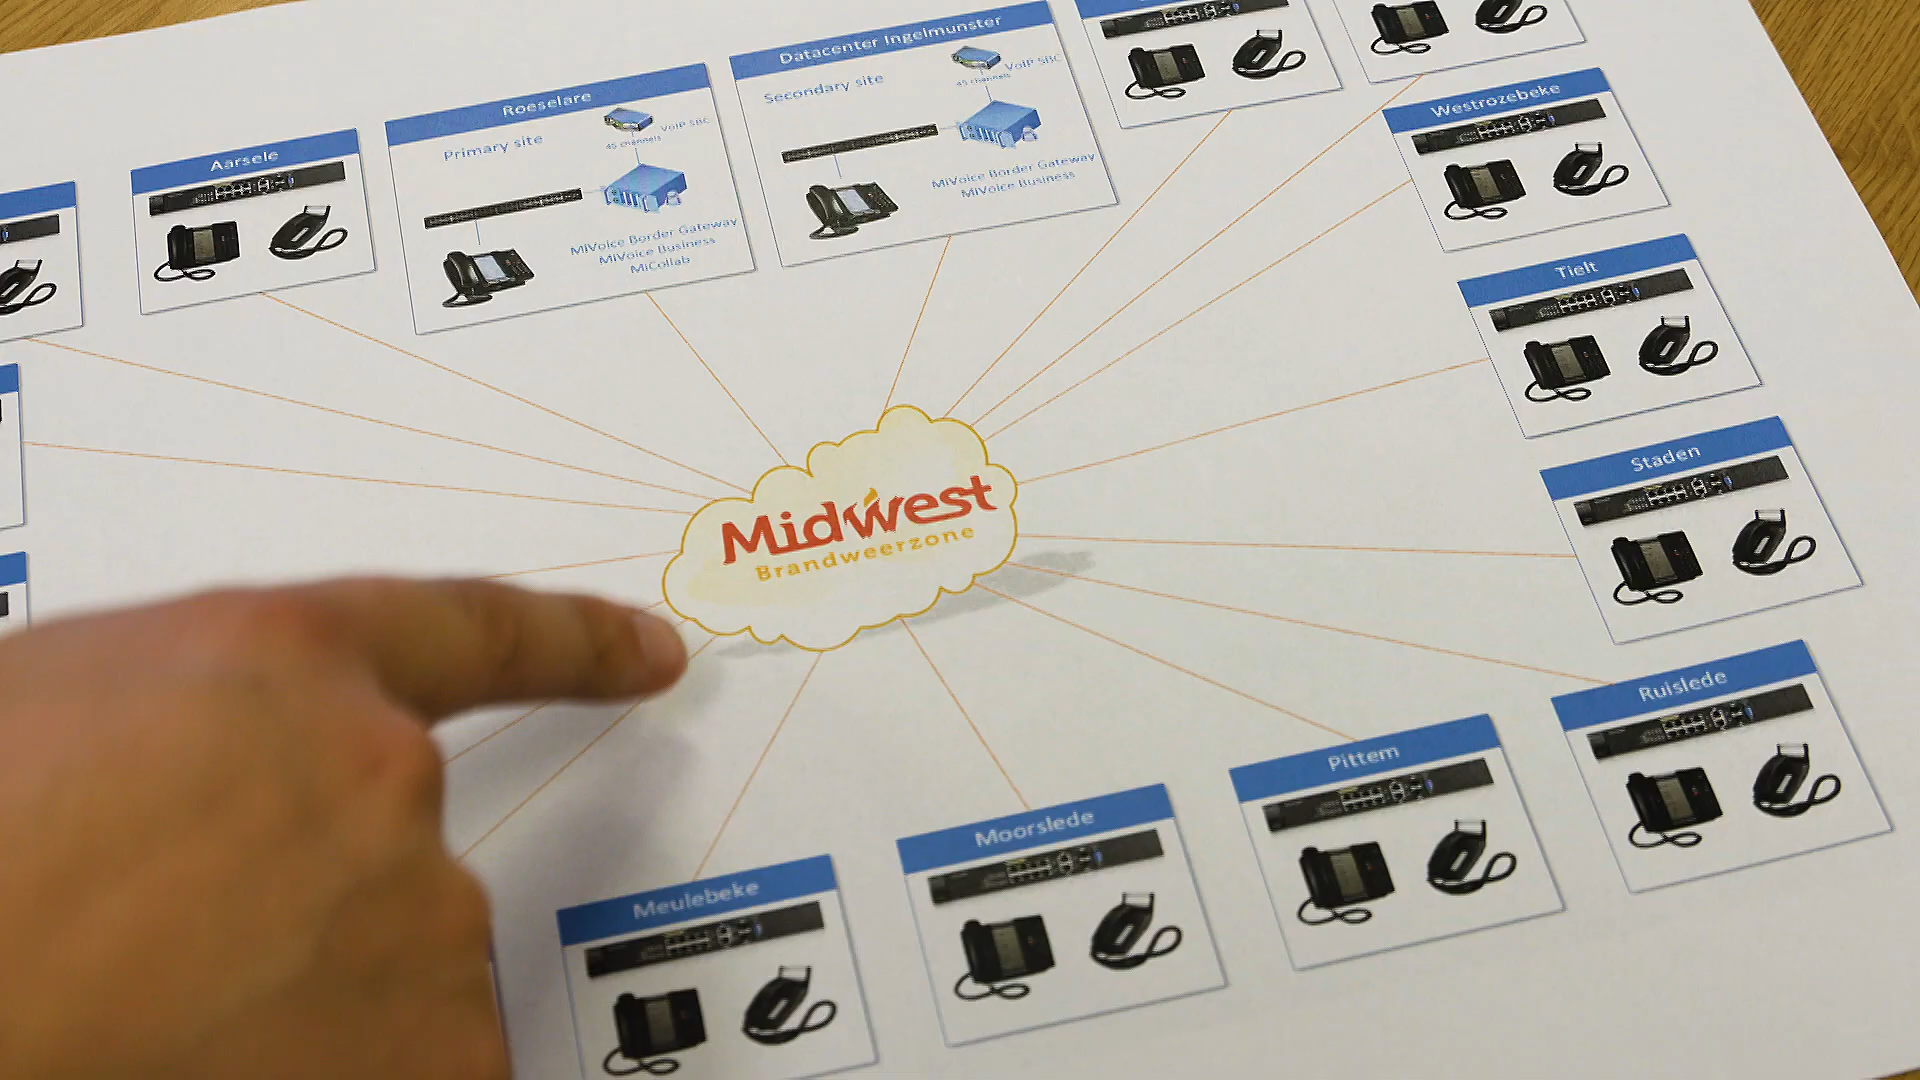 Datacenter Ingelmunster
Secondary site
VoIP SBC
45 channels
MiVoice Border Gateway
MiVoice Business
Roeselare
Primary site
VoIP SBC
45 channels
MiVoice Border Gateway
MiVoice Business
MiCollab
Aarsele
Westrozebeke
Tielt
Staden
Midwest
Brandweerzone
Ruislede
Pittem
Moorslede
Meulebeke